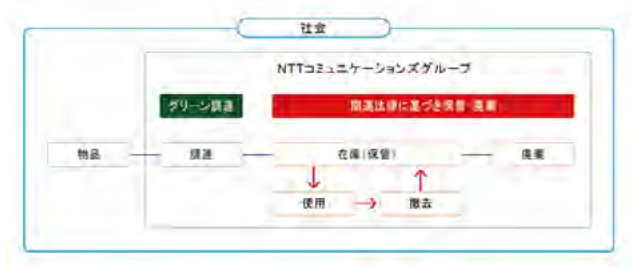 社会
NTTコミュニケーションズグループ
グリーン調達
関連法律に基づき保管・廃棄
物品
調達
在庫(保管)
廃棄
使用
撤去